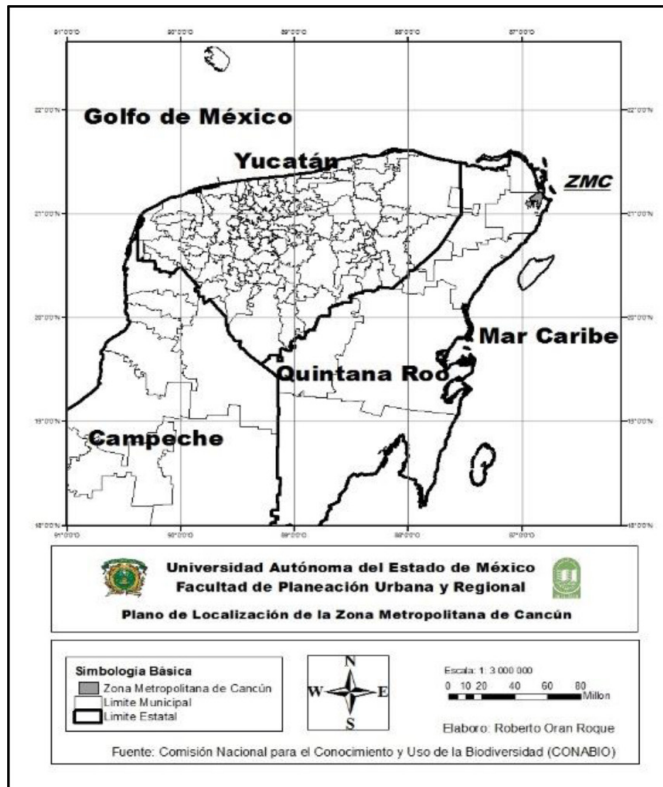 Golfo de México
Yucatán
ZMC
Mar Caribe
Quintana Roo
Campeche
Universidad Autónoma del Estado de México
Facultad de Planeación Urbana y Regional
Plano de Localización de la Zona Metropolitana de Cancún
Simbología Básica
Zona Metropolitana de Cancún
Limite Municipal
Limite Estatal
N
W E
S
Escala: 1: 3 000 000
0 10 20 40 60 80
Millon
Elaboro: Roberto Oran Roque
Fuente: Comisión Nacional para el Conocimiento y Uso de la Biodiversidad (CONABIO)